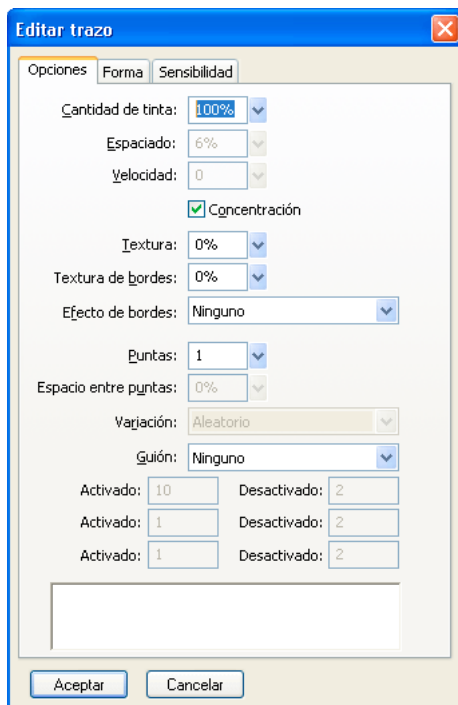 Editar trazo
Opciones Forma Sensibilidad
Cantidad de tinta: 100%
Espaciado: 6%
Velocidad: 0
Concentración
Textura: 0%
Textura de bordes: 0%
Efecto de bordes: Ninguno
Puntas: 1
Espacio entre puntas: 0%
Variación: Aleatorio
Guión: Ninguno
Activado: 10 Desactivado: 2
Activado: 1 Desactivado: 2
Activado: 1 Desactivado: 2
Aceptar Cancelar